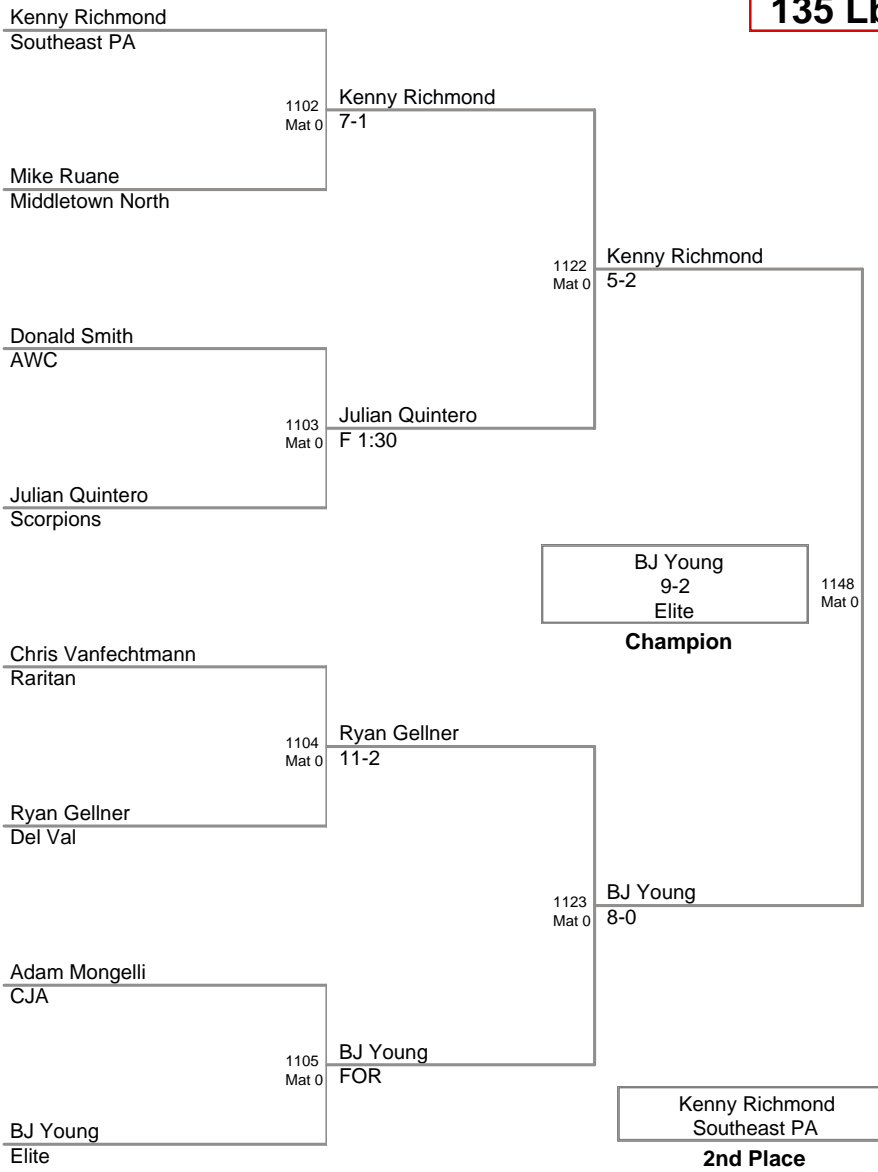 135 Lb
Kenny Richmond
Southeast PA
1102
Mat 0
Kenny Richmond
7-1
Mike Ruane
Middletown North
1122
Mat 0
Kenny Richmond
5-2
Donald Smith
AWC
1103
Mat 0
Julian Quintero
F 1:30
Julian Quintero
Scorpions
BJ Young
9-2
Elite
Champion
1148
Mat 0
Chris Vanfechtmann
Raritan
1104
Mat 0
Ryan Gellner
11-2
Ryan Gellner
Del Val
1123
Mat 0
BJ Young
8-0
Adam Mongelli
CJA
1105
Mat 0
BJ Young
FOR
BJ Young
Elite
Kenny Richmond
Southeast PA
2nd Place